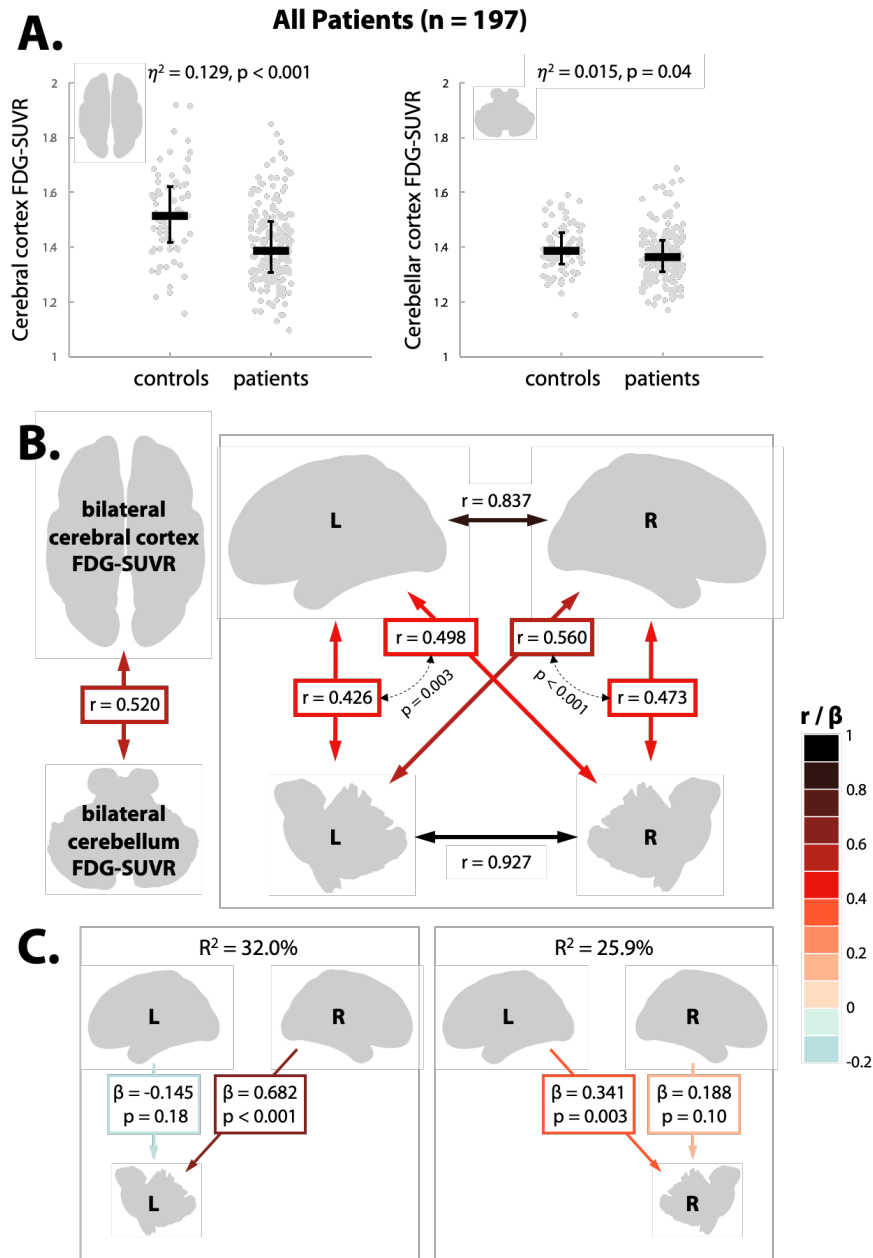 All Patients (n = 197)
A.
η² = 0.129, p < 0.001
Cerebral cortex FDG-SUVR
2
1.8
1.6
1.4
1.2
1
controls patients
η² = 0.015, p = 0.04
Cerebellar cortex FDG-SUVR
2
1.8
1.6
1.4
1.2
1
controls patients
B.
bilateral
cerebral cortex
FDG-SUVR
r = 0.520
bilateral
cerebellum
FDG-SUVR
L
r = 0.837
R
r = 0.498
r = 0.560
r = 0.426
p = 0.003
p < 0.001
r = 0.473
L
r = 0.927
R
r / β
1
0.8
0.6
0.4
0.2
0
-0.2
C.
R² = 32.0%
L
R
β = -0.145
p = 0.18
β = 0.682
p < 0.001
L
R² = 25.9%
L
R
β = 0.341
p = 0.003
β = 0.188
p = 0.10
R